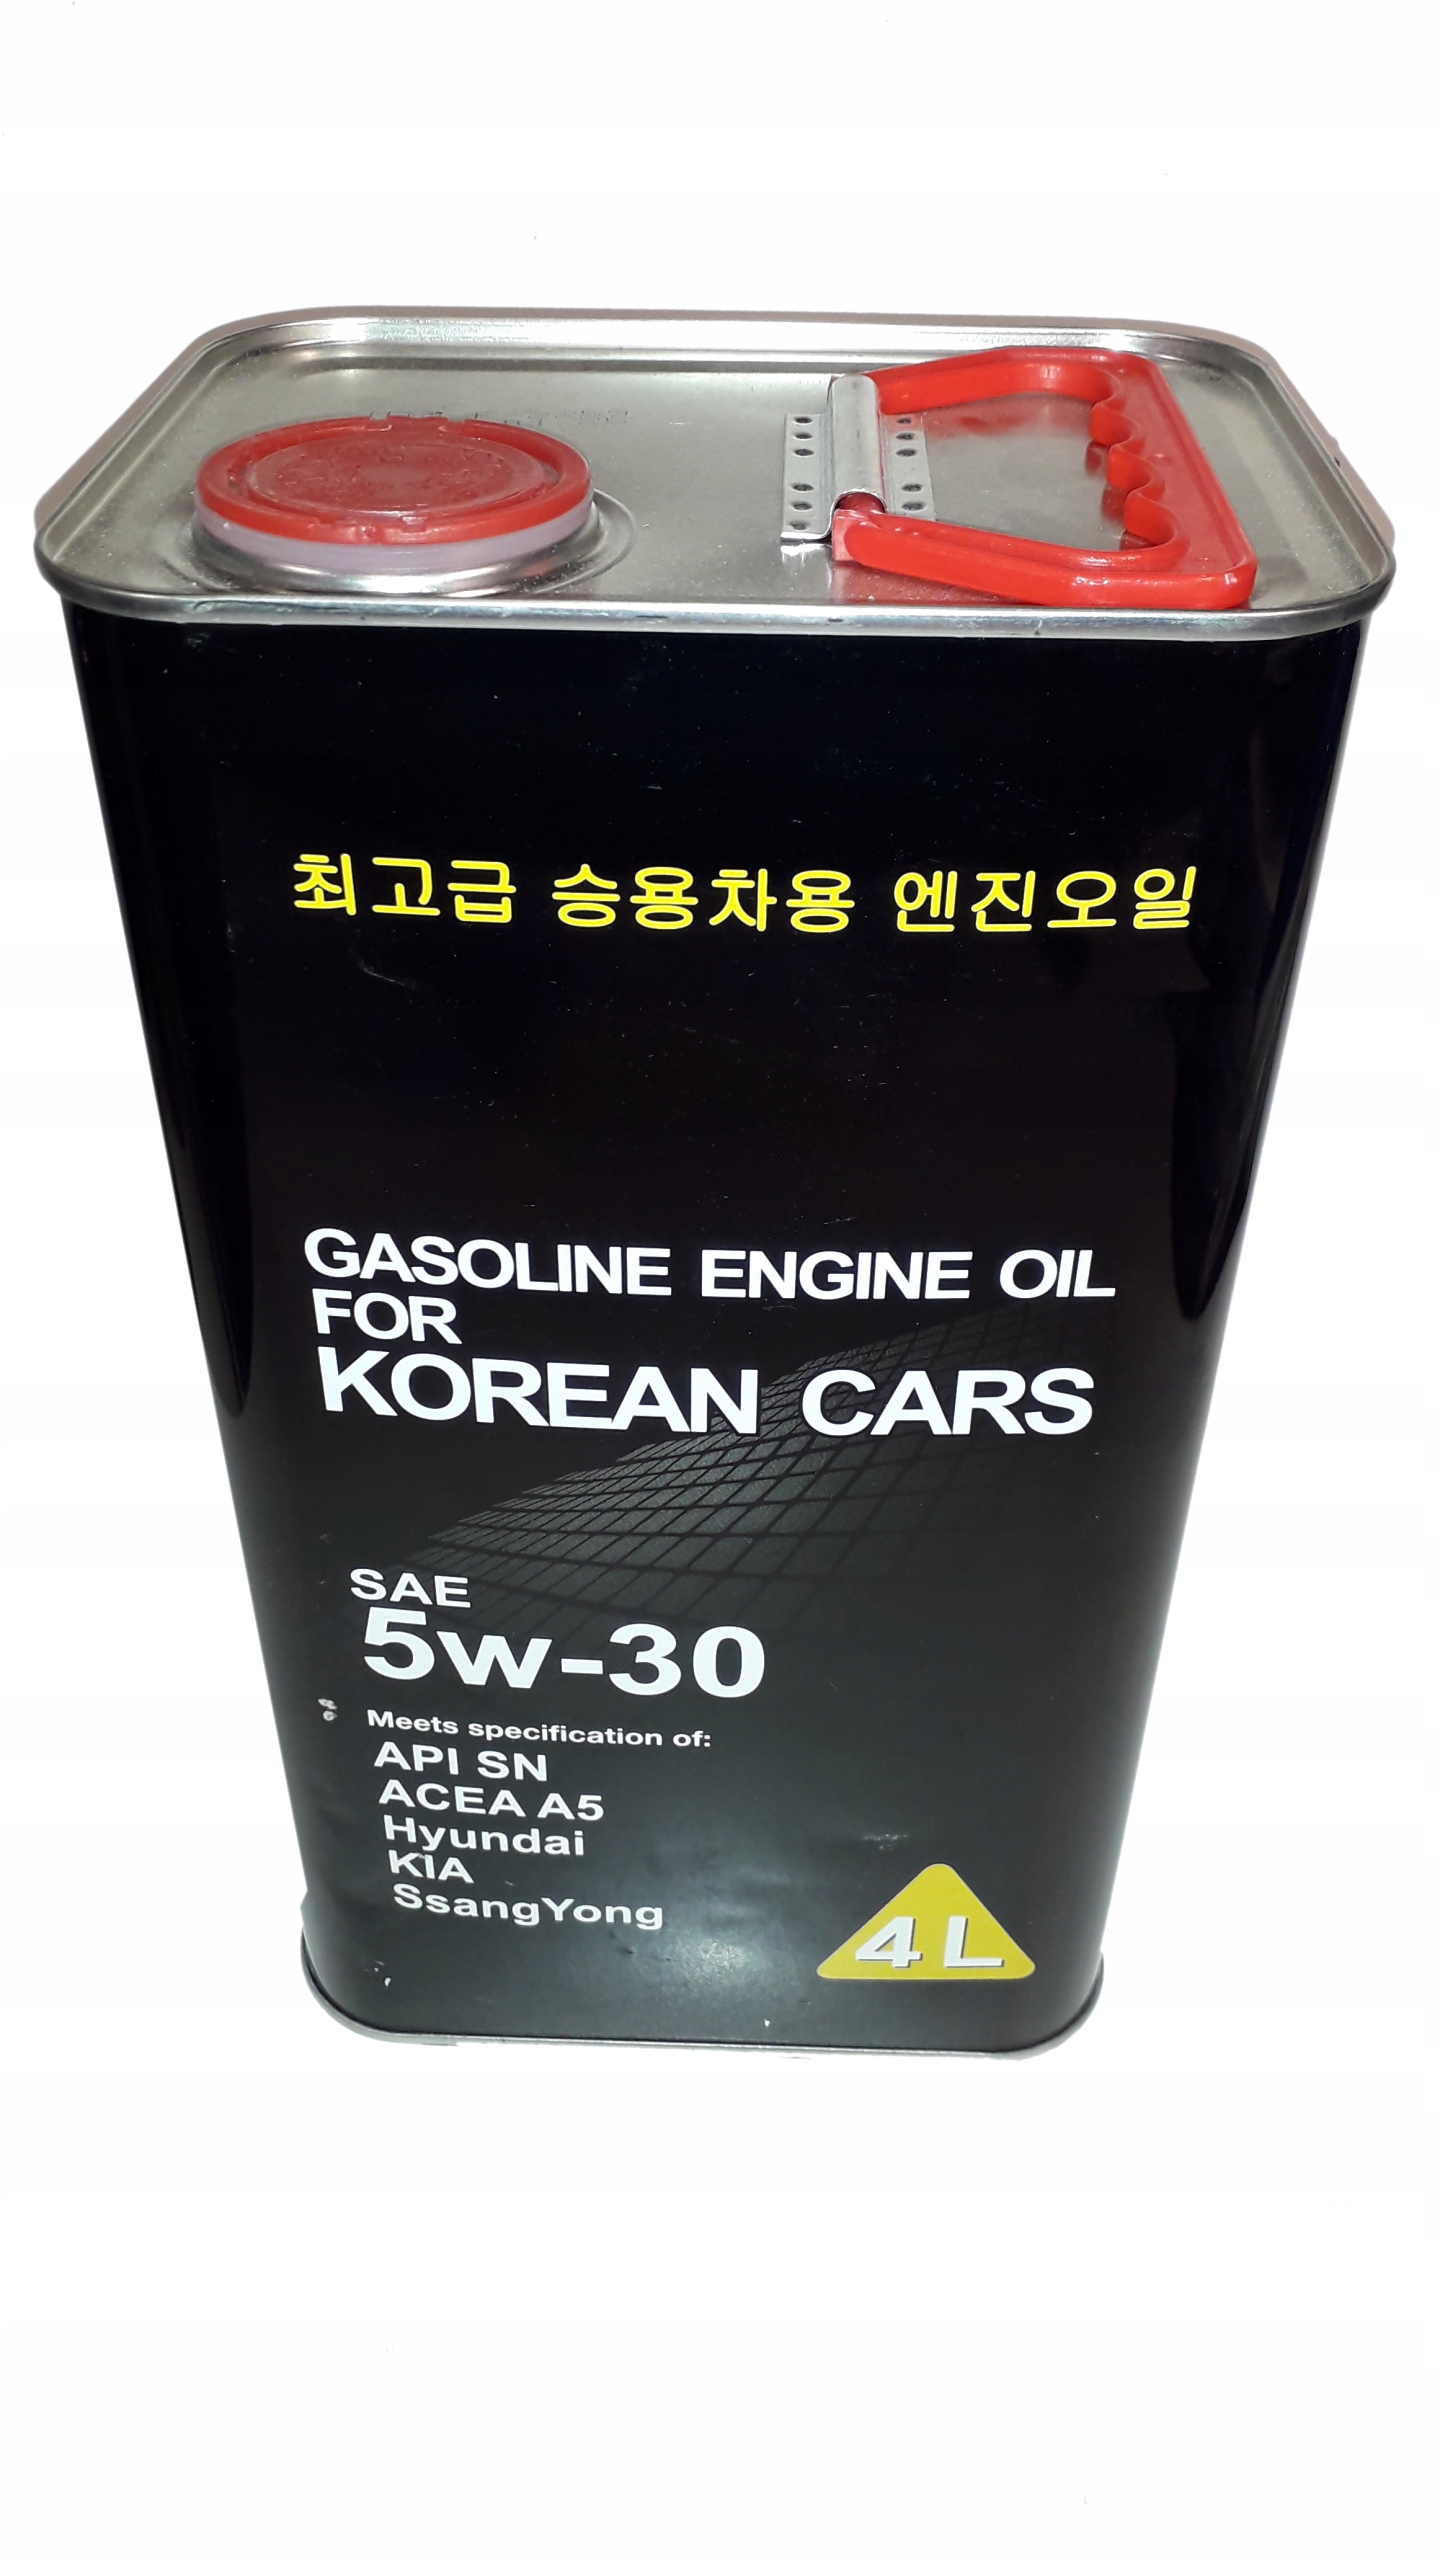 최고급 승용차용 엔진오일
GASOLINE ENGINE OIL
FOR
KOREAN CARS
SAE
5w-30
Meets specification of:
API SN
ACEA A5
Hyundai
KIA
SsangYong
4 L